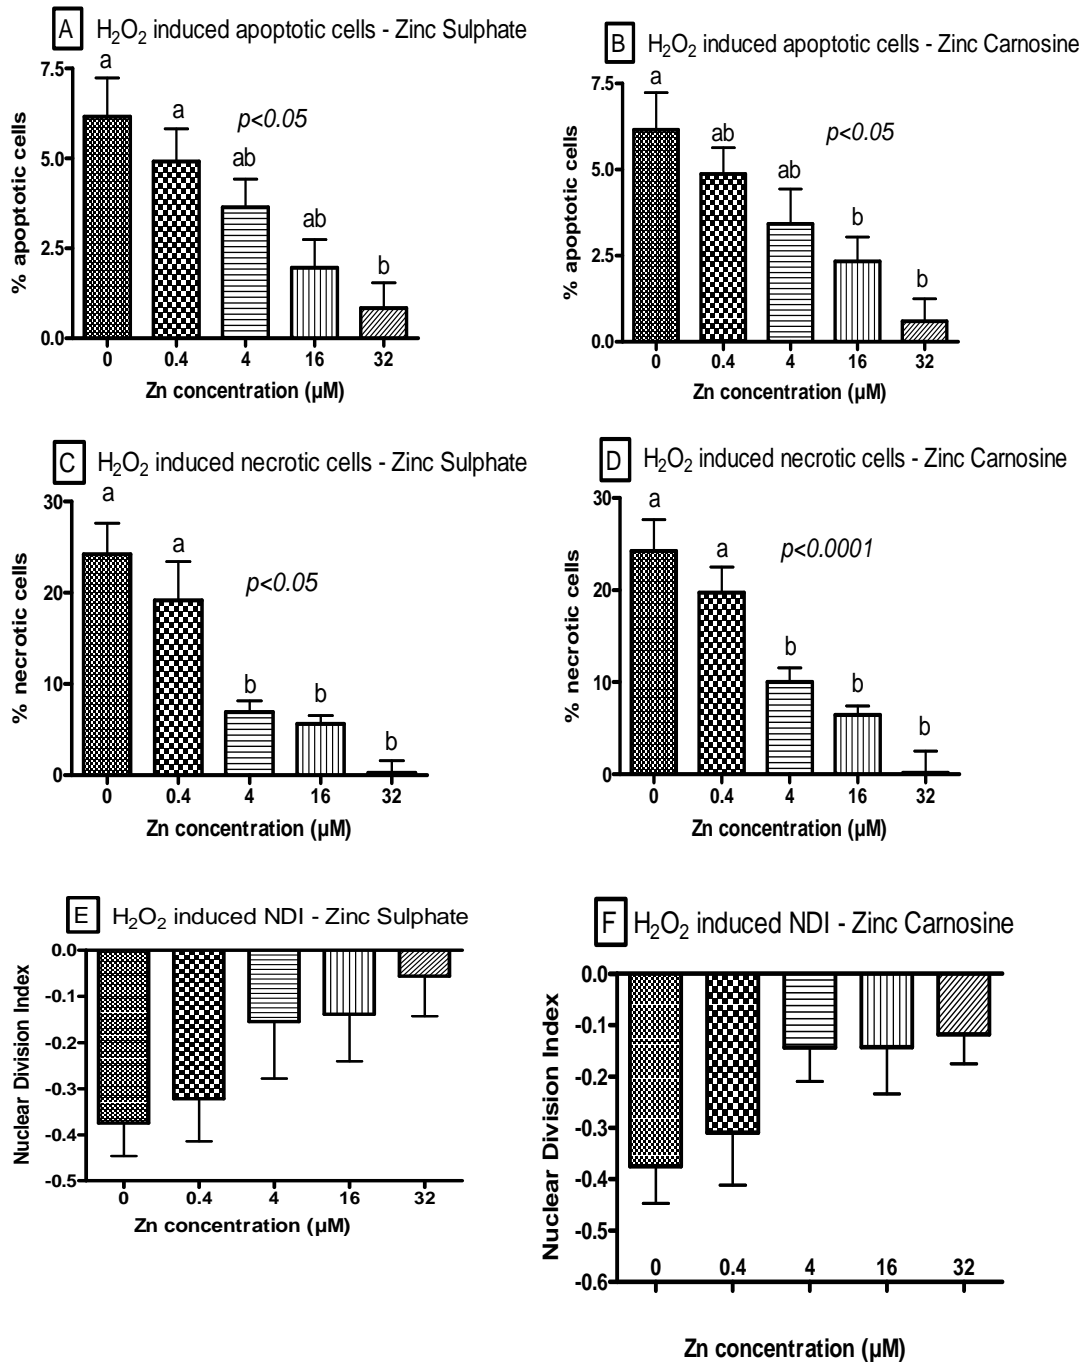 A H₂O₂ induced apoptotic cells - Zinc Sulphate
7.5
5.0
2.5
0.0
% apoptotic cells
a
a
ab
ab
b
p<0.05
0 0.4 4 16 32
Zn concentration (µM)
B H₂O₂ induced apoptotic cells - Zinc Carnosine
7.5
5.0
2.5
0.0
% apoptotic cells
a
ab
ab
b
b
p<0.05
0 0.4 4 16 32
Zn concentration (µM)
C H₂O₂ induced necrotic cells - Zinc Sulphate
30
20
10
0
% necrotic cells
a
a
b
b
b
p<0.05
0 0.4 4 16 32
Zn concentration (µM)
D H₂O₂ induced necrotic cells - Zinc Carnosine
30
20
10
0
% necrotic cells
a
a
b
b
b
p<0.0001
0 0.4 4 16 32
Zn concentration (µM)
E H₂O₂ induced NDI - Zinc Sulphate
0.0
-0.1
-0.2
-0.3
-0.4
-0.5
Nuclear Division Index
0 0.4 4 16 32
Zn concentration (µM)
F H₂O₂ induced NDI - Zinc Carnosine
0.0
-0.1
-0.2
-0.3
-0.4
-0.5
-0.6
Nuclear Division Index
0 0.4 4 16 32
Zn concentration (µM)